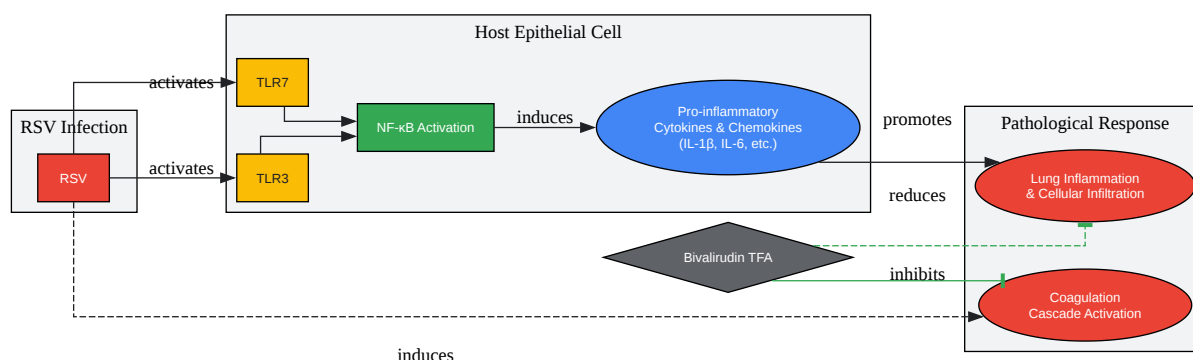 Host Epithelial Cell
activates
TLR7
RSV Infection
NF-κB Activation
induces
Pro-inflammatory
Cytokines & Chemokines
(IL-1β, IL-6, etc.)
promotes
Pathological Response
RSV
activates
TLR3
Lung Inflammation
& Cellular Infiltration
reduces
Bivalirudin TFA
inhibits
Coagulation
Cascade Activation
induces